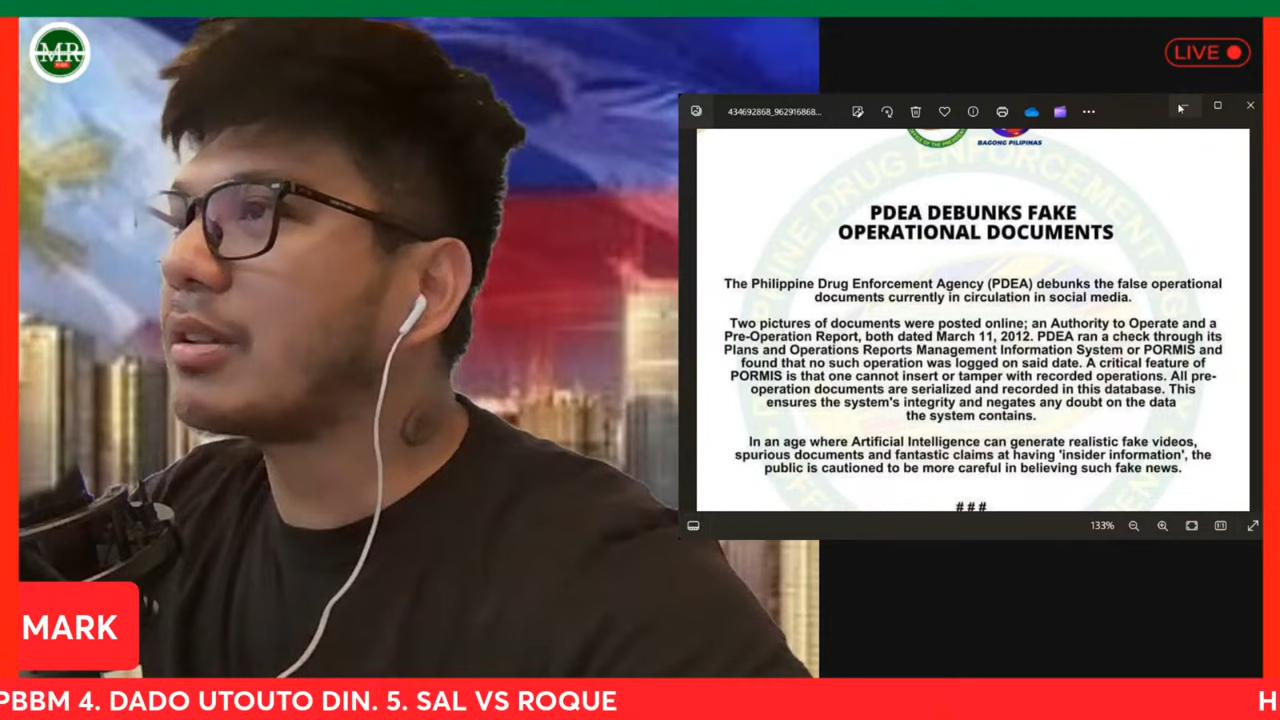 MR
LIVE
434692868_962916868...
BAGONG PILIPINAS
PDEA DEBUNKS FAKE
OPERATIONAL DOCUMENTS
The Philippine Drug Enforcement Agency (PDEA) debunks the false operational
documents currently in circulation in social media.
Two pictures of documents were posted online; an Authority to Operate and a
Pre-Operation Report, both dated March 11, 2012. PDEA ran a check through its
Plans and Operations Reports Management Information System or PORMIS and
found that no such operation was logged on said date. A critical feature of
PORMIS is that one cannot insert or tamper with recorded operations. All pre-
operation documents are serialized and recorded in this database. This
ensures the system's integrity and negates any doubt on the data
the system contains.
In an age where Artificial Intelligence can generate realistic fake videos,
spurious documents and fantastic claims at having 'insider information', the
public is cautioned to be more careful in believing such fake news.
###
133%
MARK
PBBM 4. DADO UTOUTO DIN. 5. SAL VS ROQUE
H